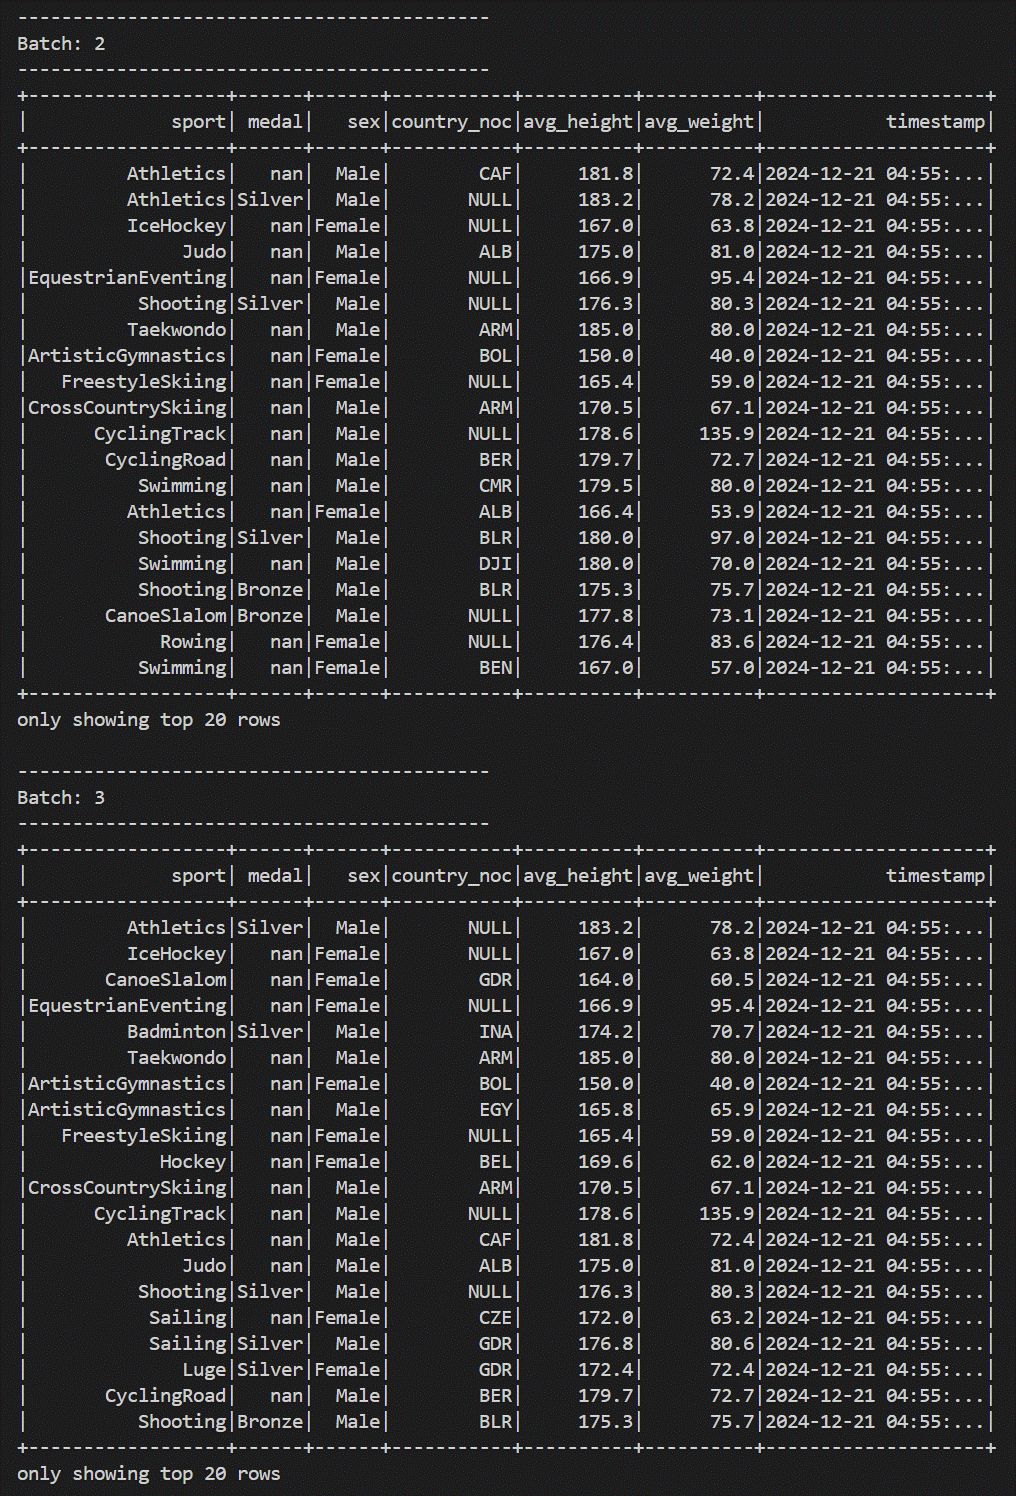 -------------------------------------------
Batch: 2
-------------------------------------------
+------------------+------+------+-----------+----------+----------+--------------------+
|             sport| medal|   sex|country_noc|avg_height|avg_weight|           timestamp|
+------------------+------+------+-----------+----------+----------+--------------------+
|         Athletics|   nan|  Male|        CAF|     181.8|      72.4|2024-12-21 04:55:...|
|         Athletics|Silver|  Male|       NULL|     183.2|      78.2|2024-12-21 04:55:...|
|         IceHockey|   nan|Female|       NULL|     167.0|      63.8|2024-12-21 04:55:...|
|              Judo|   nan|  Male|        ALB|     175.0|      81.0|2024-12-21 04:55:...|
|EquestrianEventing|   nan|Female|       NULL|     166.9|      95.4|2024-12-21 04:55:...|
|          Shooting|Silver|  Male|       NULL|     176.3|      80.3|2024-12-21 04:55:...|
|         Taekwondo|   nan|  Male|        ARM|     185.0|      80.0|2024-12-21 04:55:...|
|ArtisticGymnastics|   nan|Female|        BOL|     150.0|      40.0|2024-12-21 04:55:...|
|   FreestyleSkiing|   nan|Female|       NULL|     165.4|      59.0|2024-12-21 04:55:...|
|CrossCountrySkiing|   nan|  Male|        ARM|     170.5|      67.1|2024-12-21 04:55:...|
|      CyclingTrack|   nan|  Male|       NULL|     178.6|     135.9|2024-12-21 04:55:...|
|       CyclingRoad|   nan|  Male|        BER|     179.7|      72.7|2024-12-21 04:55:...|
|          Swimming|   nan|  Male|        CMR|     179.5|      80.0|2024-12-21 04:55:...|
|         Athletics|   nan|Female|        ALB|     166.4|      53.9|2024-12-21 04:55:...|
|          Shooting|Silver|  Male|        BLR|     180.0|      97.0|2024-12-21 04:55:...|
|          Swimming|   nan|  Male|        DJI|     180.0|      70.0|2024-12-21 04:55:...|
|          Shooting|Bronze|  Male|        BLR|     175.3|      75.7|2024-12-21 04:55:...|
|       CanoeSlalom|Bronze|  Male|       NULL|     177.8|      73.1|2024-12-21 04:55:...|
|            Rowing|   nan|Female|       NULL|     176.4|      83.6|2024-12-21 04:55:...|
|          Swimming|   nan|Female|        BEN|     167.0|      57.0|2024-12-21 04:55:...|
+------------------+------+------+-----------+----------+----------+--------------------+
only showing top 20 rows

-------------------------------------------
Batch: 3
-------------------------------------------
+------------------+------+------+-----------+----------+----------+--------------------+
|             sport| medal|   sex|country_noc|avg_height|avg_weight|           timestamp|
+------------------+------+------+-----------+----------+----------+--------------------+
|         Athletics|Silver|  Male|       NULL|     183.2|      78.2|2024-12-21 04:55:...|
|         IceHockey|   nan|Female|       NULL|     167.0|      63.8|2024-12-21 04:55:...|
|       CanoeSlalom|   nan|Female|        GDR|     164.0|      60.5|2024-12-21 04:55:...|
|EquestrianEventing|   nan|Female|       NULL|     166.9|      95.4|2024-12-21 04:55:...|
|         Badminton|Silver|  Male|        INA|     174.2|      70.7|2024-12-21 04:55:...|
|         Taekwondo|   nan|  Male|        ARM|     185.0|      80.0|2024-12-21 04:55:...|
|ArtisticGymnastics|   nan|Female|        BOL|     150.0|      40.0|2024-12-21 04:55:...|
|ArtisticGymnastics|   nan|  Male|        EGY|     165.8|      65.9|2024-12-21 04:55:...|
|   FreestyleSkiing|   nan|Female|       NULL|     165.4|      59.0|2024-12-21 04:55:...|
|            Hockey|   nan|Female|        BEL|     169.6|      62.0|2024-12-21 04:55:...|
|CrossCountrySkiing|   nan|  Male|        ARM|     170.5|      67.1|2024-12-21 04:55:...|
|      CyclingTrack|   nan|  Male|       NULL|     178.6|     135.9|2024-12-21 04:55:...|
|         Athletics|   nan|  Male|        CAF|     181.8|      72.4|2024-12-21 04:55:...|
|              Judo|   nan|  Male|        ALB|     175.0|      81.0|2024-12-21 04:55:...|
|          Shooting|Silver|  Male|       NULL|     176.3|      80.3|2024-12-21 04:55:...|
|           Sailing|   nan|Female|        CZE|     172.0|      63.2|2024-12-21 04:55:...|
|           Sailing|Silver|  Male|        GDR|     176.8|      80.6|2024-12-21 04:55:...|
|              Luge|Silver|Female|        GDR|     172.4|      72.4|2024-12-21 04:55:...|
|       CyclingRoad|   nan|  Male|        BER|     179.7|      72.7|2024-12-21 04:55:...|
|          Shooting|Bronze|  Male|        BLR|     175.3|      75.7|2024-12-21 04:55:...|
+------------------+------+------+-----------+----------+----------+--------------------+
only showing top 20 rows